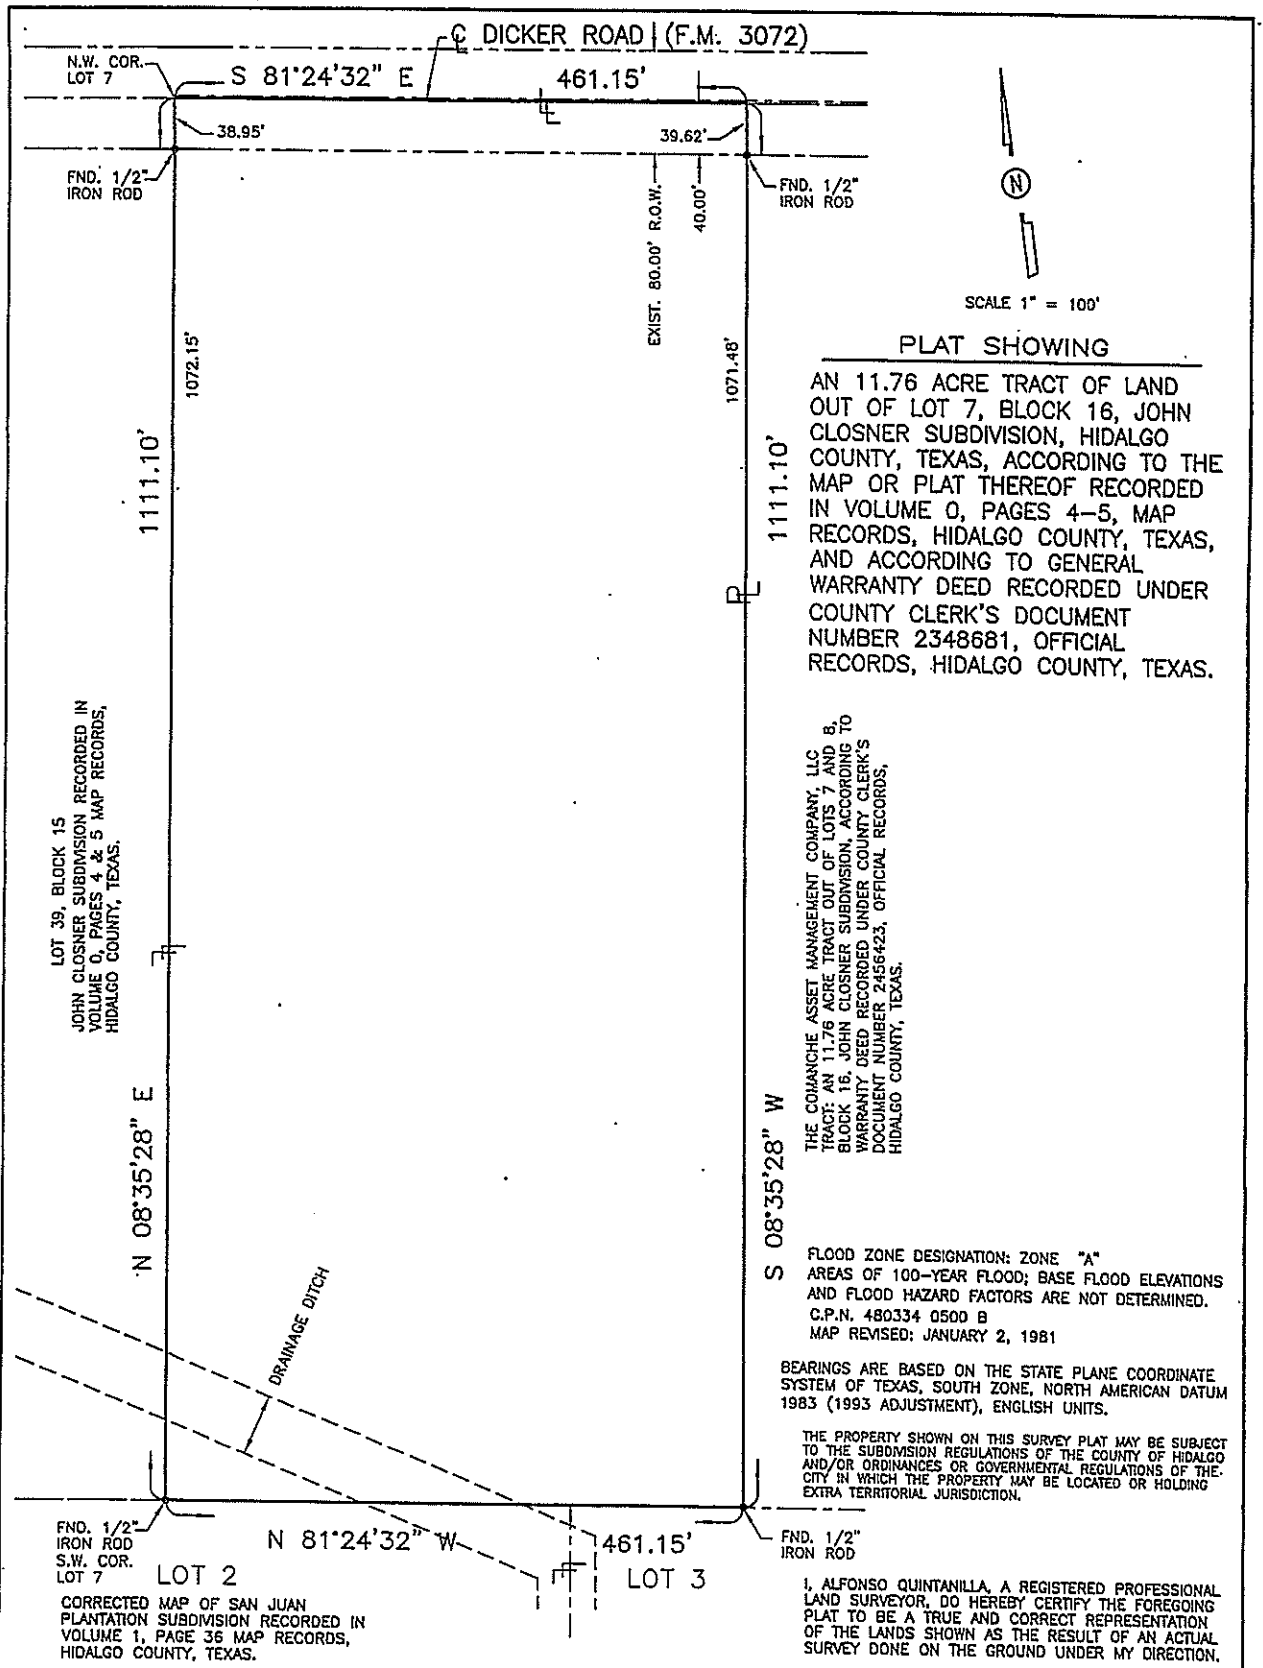 ℄ DICKER ROAD (F.M. 3072)
N.W. COR.
LOT 7
S 81°24'32" E
461.15'
38.95'
39.62'
FND. 1/2"
IRON ROD
FND. 1/2"
IRON ROD
EXIST. 80.00' R.O.W.
40.00'
N
SCALE 1" = 100'
1072.15'
1111.10'
1071.48'
1111.10'
PLAT SHOWING
AN 11.76 ACRE TRACT OF LAND
OUT OF LOT 7, BLOCK 16, JOHN
CLOSNER SUBDIVISION, HIDALGO
COUNTY, TEXAS, ACCORDING TO THE
MAP OR PLAT THEREOF RECORDED
IN VOLUME 0, PAGES 4-5, MAP
RECORDS, HIDALGO COUNTY, TEXAS,
AND ACCORDING TO GENERAL
WARRANTY DEED RECORDED UNDER
COUNTY CLERK'S DOCUMENT
NUMBER 2348681, OFFICIAL
RECORDS, HIDALGO COUNTY, TEXAS.
LOT 39, BLOCK 15
JOHN CLOSNER SUBDIVISION RECORDED IN
VOLUME 0, PAGES 4 & 5 MAP RECORDS,
HIDALGO COUNTY, TEXAS.
THE COMANCHE ASSET MANAGEMENT COMPANY, LLC
TRACT: AN 11.76 ACRE TRACT OUT OF LOTS 7 AND 8,
BLOCK 16, JOHN CLOSNER SUBDIVISION, ACCORDING TO
WARRANTY DEED RECORDED UNDER COUNTY CLERK'S
DOCUMENT NUMBER 2456423, OFFICIAL RECORDS,
HIDALGO COUNTY, TEXAS.
N 08°35'28" E
S 08°35'28" W
DRAINAGE DITCH
FLOOD ZONE DESIGNATION: ZONE "A"
AREAS OF 100-YEAR FLOOD; BASE FLOOD ELEVATIONS
AND FLOOD HAZARD FACTORS ARE NOT DETERMINED.
C.P.N. 480334 0500 B
MAP REVISED: JANUARY 2, 1981
BEARINGS ARE BASED ON THE STATE PLANE COORDINATE
SYSTEM OF TEXAS, SOUTH ZONE, NORTH AMERICAN DATUM
1983 (1993 ADJUSTMENT), ENGLISH UNITS.
THE PROPERTY SHOWN ON THIS SURVEY PLAT MAY BE SUBJECT
TO THE SUBDIVISION REGULATIONS OF THE COUNTY OF HIDALGO
AND/OR ORDINANCES OR GOVERNMENTAL REGULATIONS OF THE
CITY IN WHICH THE PROPERTY MAY BE LOCATED OR HOLDING
EXTRA TERRITORIAL JURISDICTION.
FND. 1/2"
IRON ROD
S.W. COR.
LOT 7
N 81°24'32" W
461.15'
FND. 1/2"
IRON ROD
LOT 2
LOT 3
CORRECTED MAP OF SAN JUAN
PLANTATION SUBDIVISION RECORDED IN
VOLUME 1, PAGE 36 MAP RECORDS,
HIDALGO COUNTY, TEXAS.
I, ALFONSO QUINTANILLA, A REGISTERED PROFESSIONAL
LAND SURVEYOR, DO HEREBY CERTIFY THE FOREGOING
PLAT TO BE A TRUE AND CORRECT REPRESENTATION
OF THE LANDS SHOWN AS THE RESULT OF AN ACTUAL
SURVEY DONE ON THE GROUND UNDER MY DIRECTION.